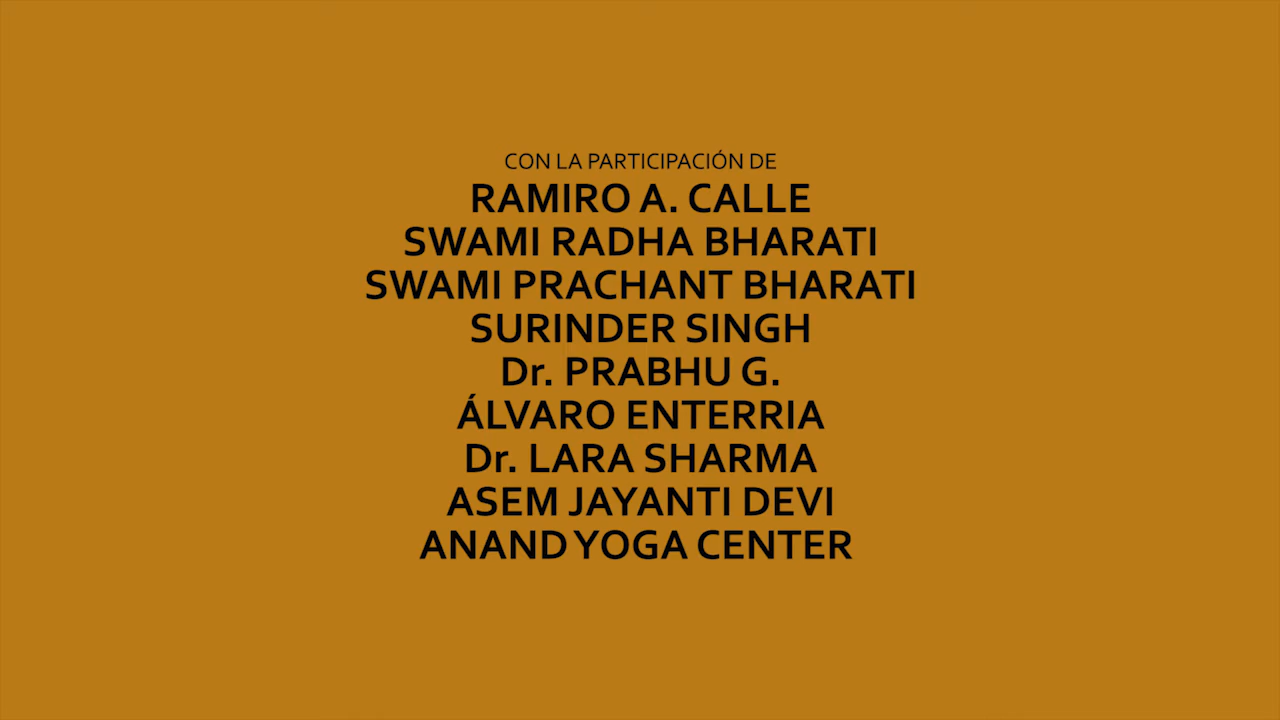 CON LA PARTICIPACIÓN DE
RAMIRO A. CALLE
SWAMI RADHA BHARATI
SWAMI PRACHANT BHARATI
SURINDER SINGH
Dr. PRABHU G.
ÁLVARO ENTERRIA
Dr. LARA SHARMA
ASEM JAYANTI DEVI
ANAND YOGA CENTER